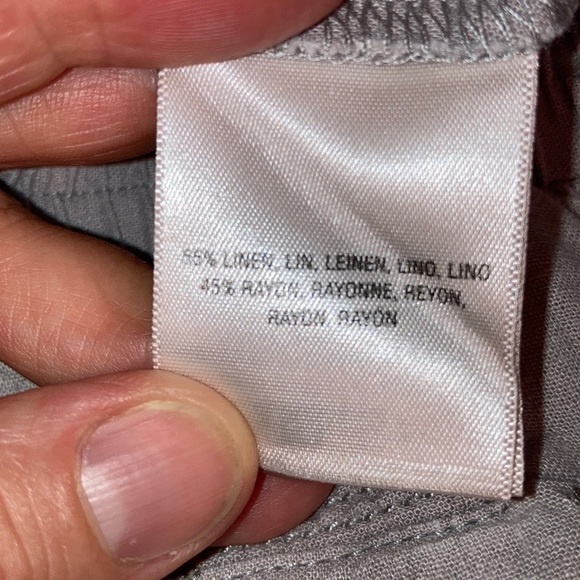 55% LINEN, LIN, LEINEN, LINO, LINO
45% RAYON, RAYONNE, REYON,
RAYON, RAYON